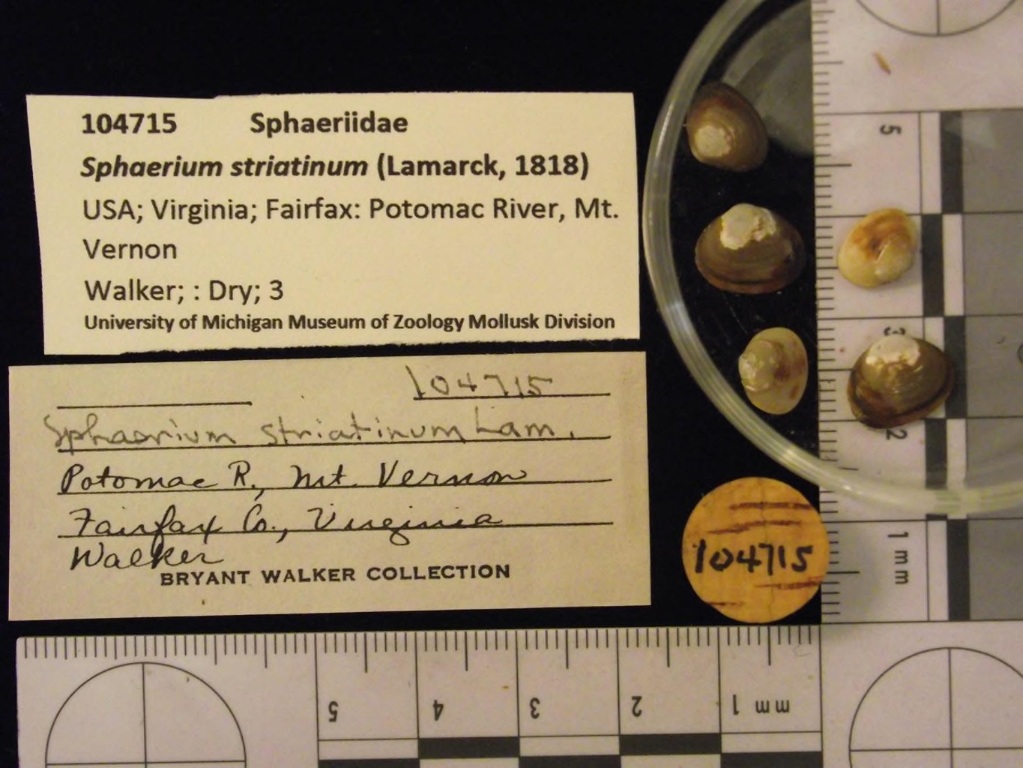 104715 Sphaeriidae
Sphaerium striatinum (Lamarck, 1818)
USA; Virginia; Fairfax: Potomac River, Mt.
Vernon
Walker; : Dry; 3
University of Michigan Museum of Zoology Mollusk Division
104715
Sphaerium striatinum Lam.
Potomac R., Mt. Vernon
Fairfax Co., Virginia
Walker
BRYANT WALKER COLLECTION
104715
5
3
2
1 mm
5 4 3 2 1 mm